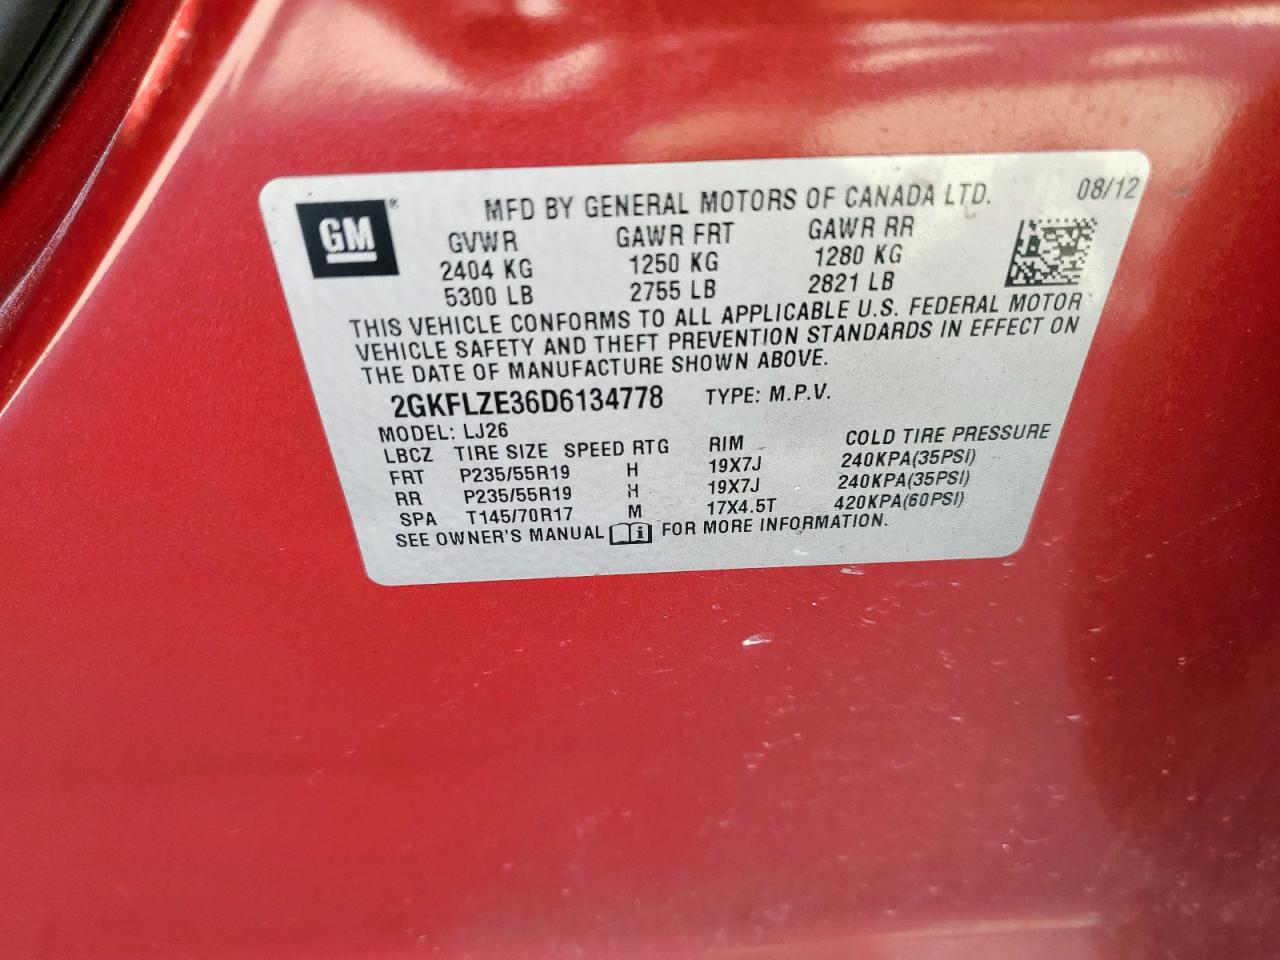 GM ®
MFD BY GENERAL MOTORS OF CANADA LTD. 08/12
GVWR GAWR FRT GAWR RR
2404 KG 1250 KG 1280 KG
5300 LB 2755 LB 2821 LB
THIS VEHICLE CONFORMS TO ALL APPLICABLE U.S. FEDERAL MOTOR
VEHICLE SAFETY AND THEFT PREVENTION STANDARDS IN EFFECT ON
THE DATE OF MANUFACTURE SHOWN ABOVE.
2GKFLZE36D6134778 TYPE: M.P.V.
MODEL: LJ26
LBCZ TIRE SIZE SPEED RTG RIM COLD TIRE PRESSURE
FRT P235/55R19 H 19X7J 240KPA(35PSI)
RR P235/55R19 H 19X7J 240KPA(35PSI)
SPA T145/70R17 M 17X4.5T 420KPA(60PSI)
SEE OWNER'S MANUAL i FOR MORE INFORMATION.